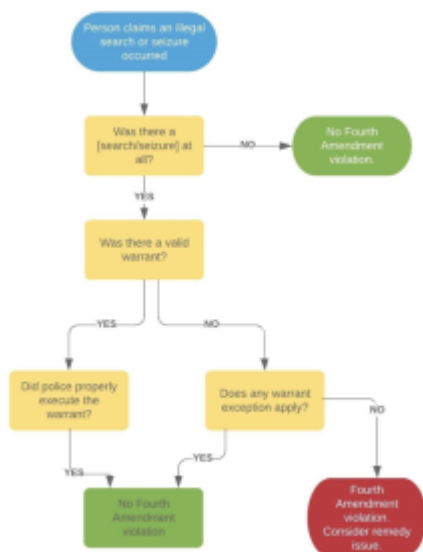 Person claims an illegal
search or seizure
occurred
Was there a
[search/seizure] at
all?
NO
No Fourth
Amendment
violation.
YES
Was there a valid
warrant?
YES
NO
Did police properly
execute the
warrant?
Does any warrant
exception apply?
NO
YES
YES
No Fourth
Amendment
violation
Fourth
Amendment
violation.
Consider remedy
issue.